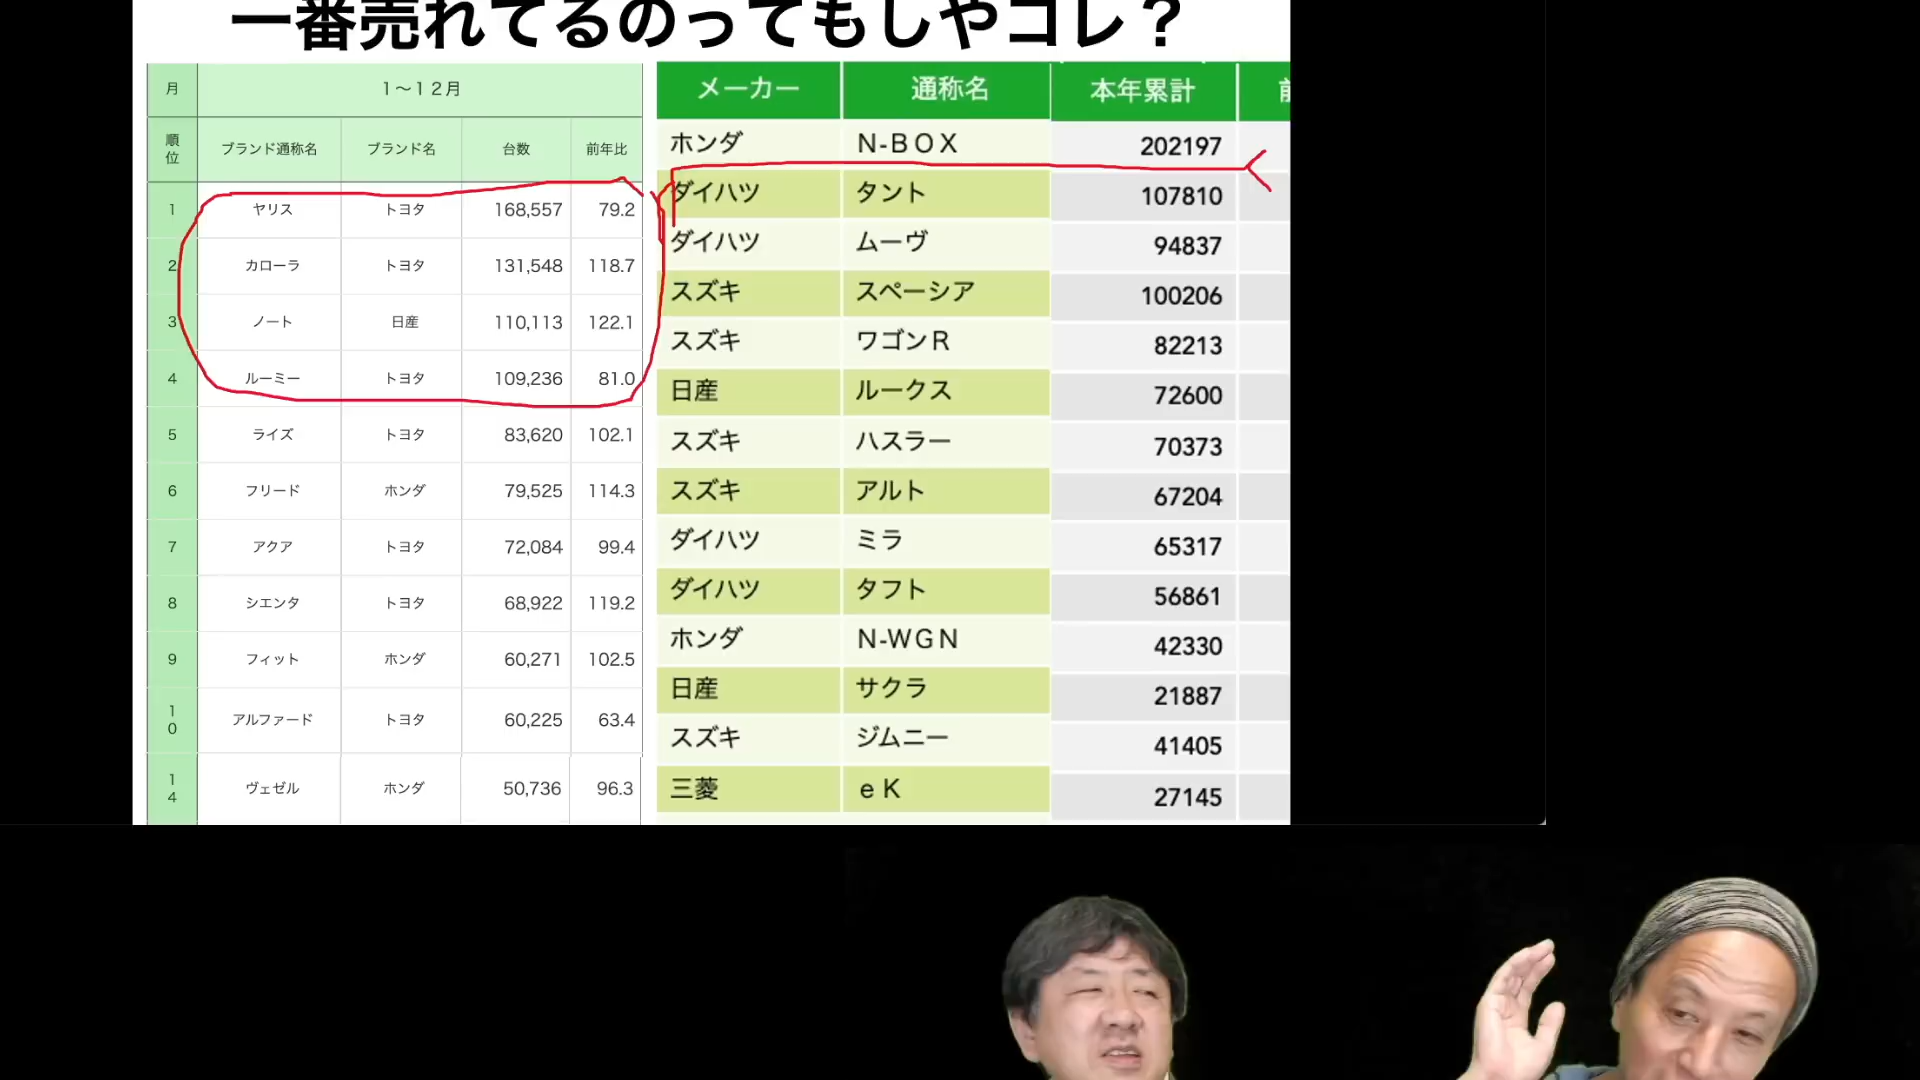 一番売れてるのってもしやコレ？
月 1～12月
順位 ブランド通称名 ブランド名 台数 前年比
1 ヤリス トヨタ 168,557 79.2
2 カローラ トヨタ 131,548 118.7
3 ノート 日産 110,113 122.1
4 ルーミー トヨタ 109,236 81.0
5 ライズ トヨタ 83,620 102.1
6 フリード ホンダ 79,525 114.3
7 アクア トヨタ 72,084 99.4
8 シエンタ トヨタ 68,922 119.2
9 フィット ホンダ 60,271 102.5
10 アルファード トヨタ 60,225 63.4
14 ヴェゼル ホンダ 50,736 96.3
メーカー 通称名 本年累計 前
ホンダ N-BOX 202197
ダイハツ タント 107810
ダイハツ ムーヴ 94837
スズキ スペーシア 100206
スズキ ワゴンR 82213
日産 ルークス 72600
スズキ ハスラー 70373
スズキ アルト 67204
ダイハツ ミラ 65317
ダイハツ タフト 56861
ホンダ N-WGN 42330
日産 サクラ 21887
スズキ ジムニー 41405
三菱 eK 27145